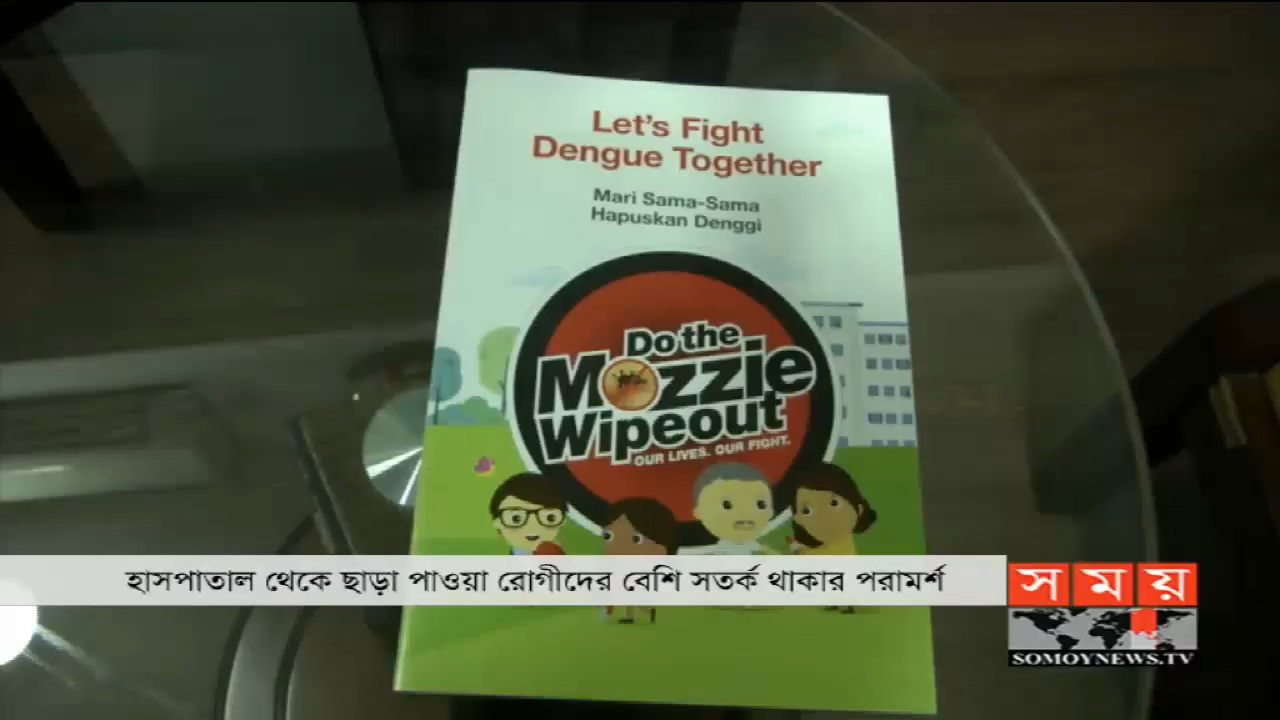 Let's Fight
Dengue Together
Mari Sama-Sama
Hapuskan Denggi
Do the
Mozzie
Wipeout
OUR LIVES. OUR FIGHT.
হাসপাতাল থেকে ছাড়া পাওয়া রোগীদের বেশি সতর্ক থাকার পরামর্শ
সময়
SOMOYNEWS.TV